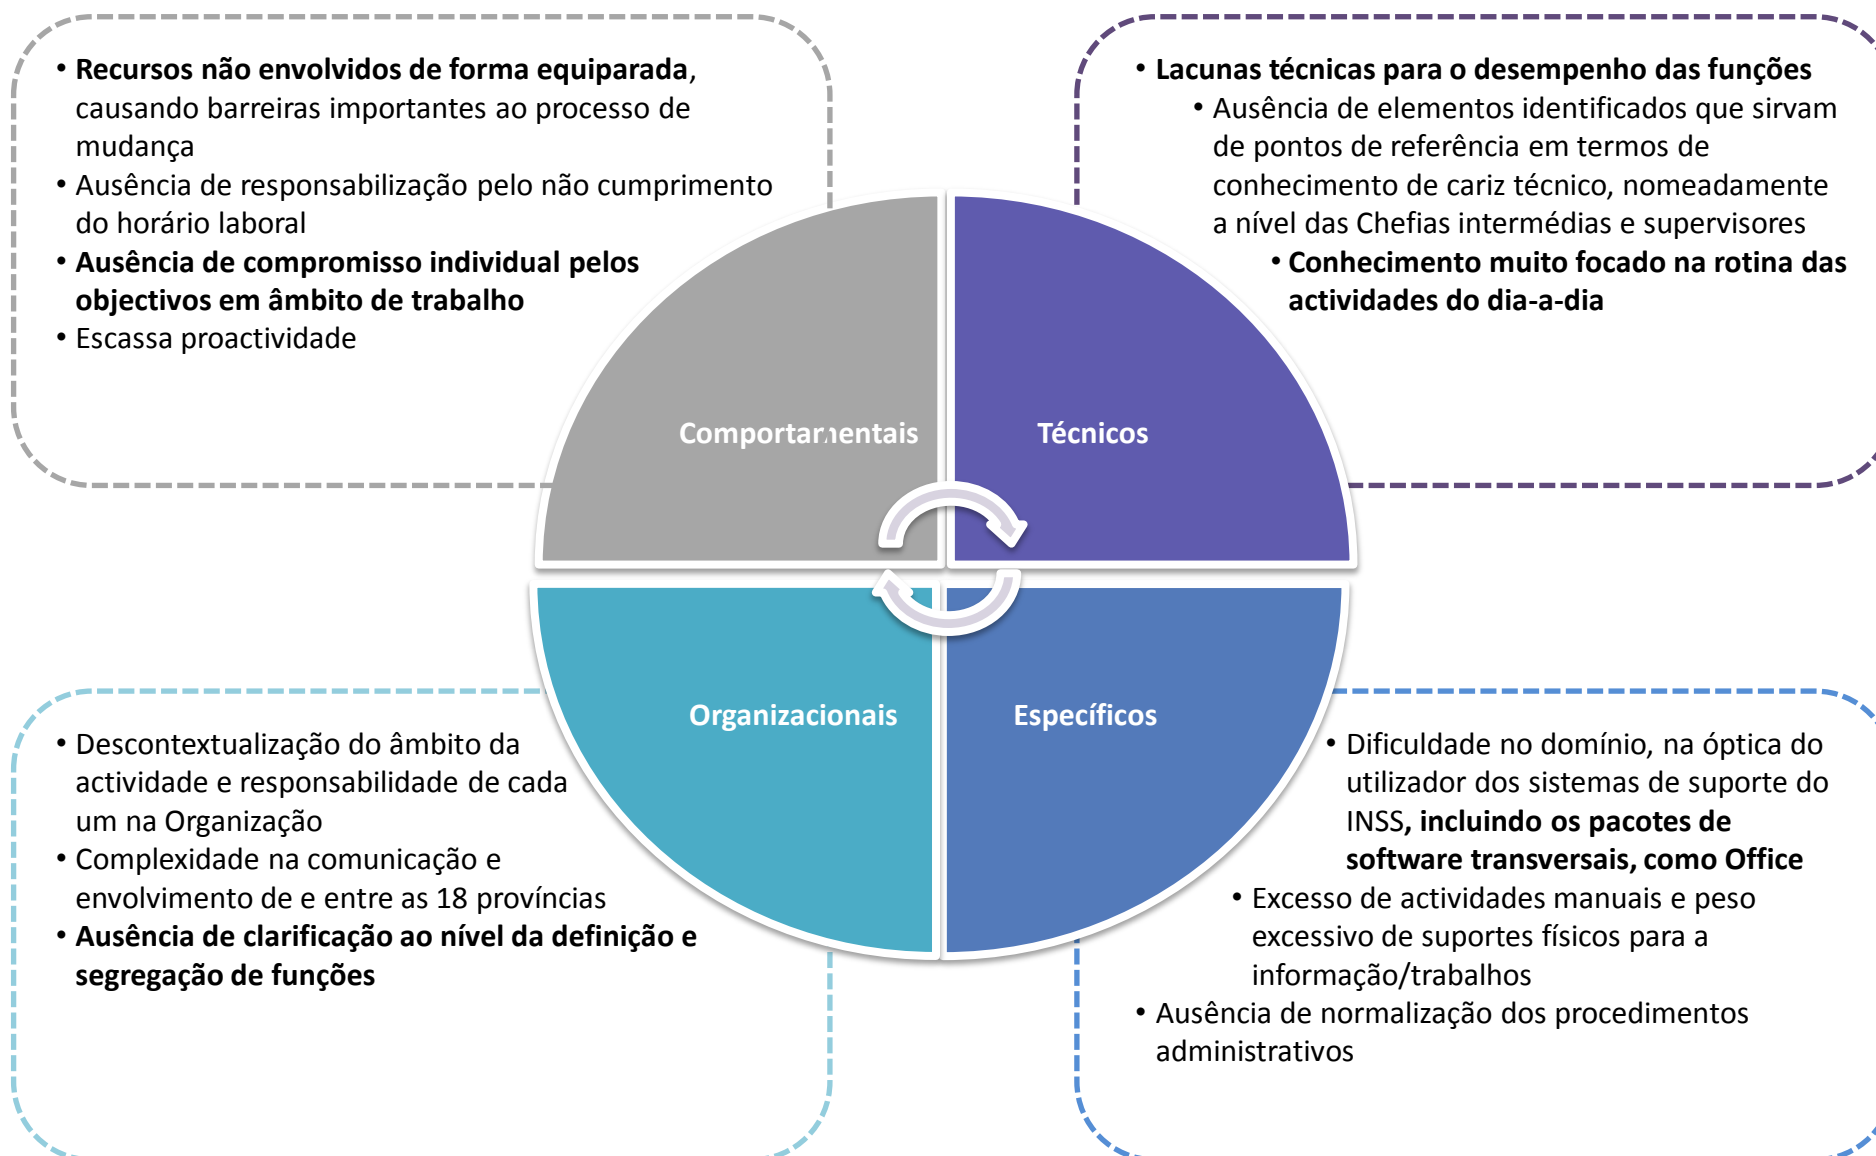 • Recursos não envolvidos de forma equiparada,
causando barreiras importantes ao processo de
mudança
• Ausência de responsabilização pelo não cumprimento
do horário laboral
• Ausência de compromisso individual pelos
objectivos em âmbito de trabalho
• Escassa proactividade
• Lacunas técnicas para o desempenho das funções
• Ausência de elementos identificados que sirvam
de pontos de referência em termos de
conhecimento de cariz técnico, nomeadamente
a nível das Chefias intermédias e supervisores
• Conhecimento muito focado na rotina das
actividades do dia-a-dia
Comportamentais
Técnicos
Organizacionais
Específicos
• Descontextualização do âmbito da
actividade e responsabilidade de cada
um na Organização
• Complexidade na comunicação e
envolvimento de e entre as 18 províncias
• Ausência de clarificação ao nível da definição e
segregação de funções
• Dificuldade no domínio, na óptica do
utilizador dos sistemas de suporte do
INSS, incluindo os pacotes de
software transversais, como Office
• Excesso de actividades manuais e peso
excessivo de suportes físicos para a
informação/trabalhos
• Ausência de normalização dos procedimentos
administrativos